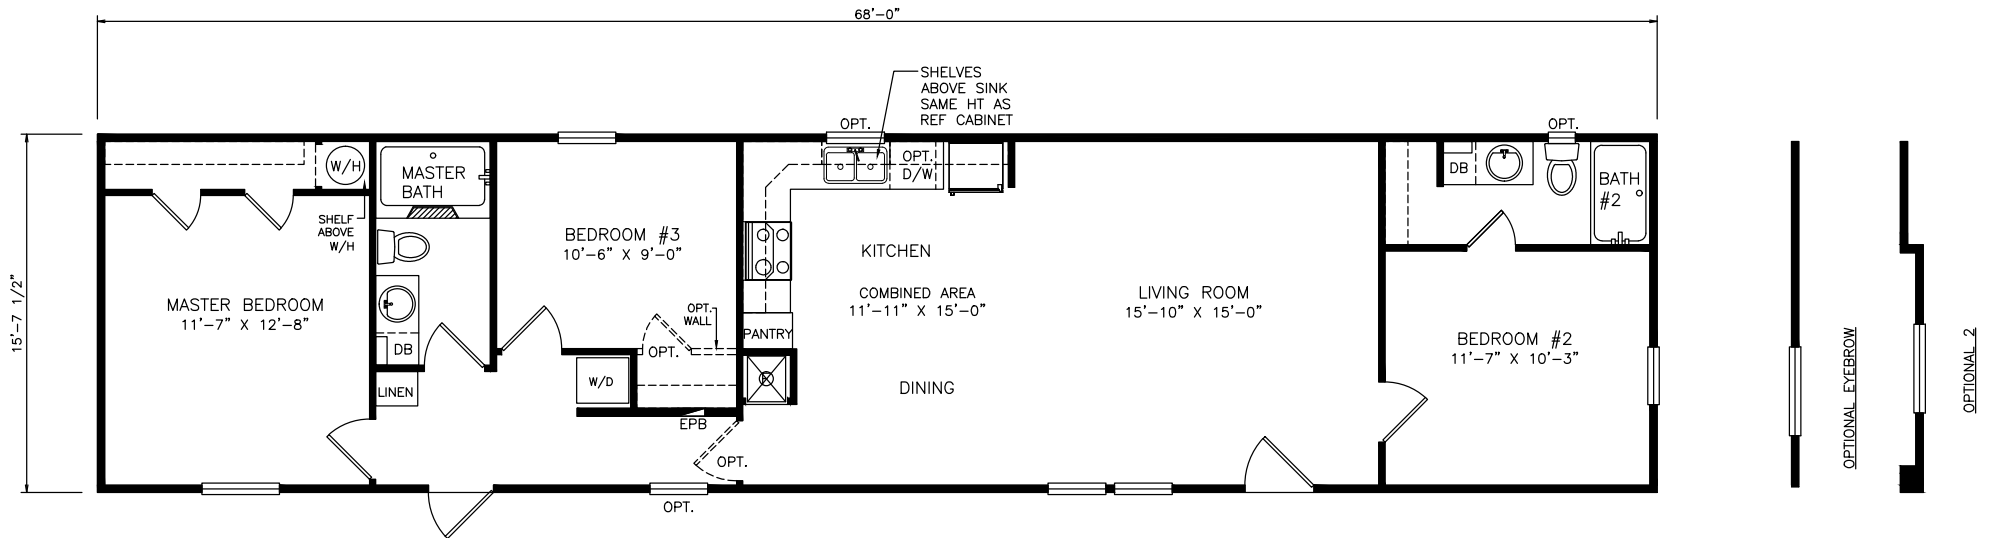 68'-0"
SHELVES
ABOVE SINK
SAME HT AS
REF CABINET
OPT.
OPT.
W/H
MASTER
BATH
OPT.
D/W
DB
BATH
#2
SHELF
ABOVE
W/H
BEDROOM #3
10'-6" X 9'-0"
KITCHEN
15'-7 1/2"
MASTER BEDROOM
11'-7" X 12'-8"
COMBINED AREA
11'-11" X 15'-0"
LIVING ROOM
15'-10" X 15'-0"
OPT.
WALL
PANTRY
DB
OPT.
BEDROOM #2
11'-7" X 10'-3"
W/D
LINEN
DINING
EPB
OPT.
OPT.
OPTIONAL EYEBROW
OPTIONAL 2